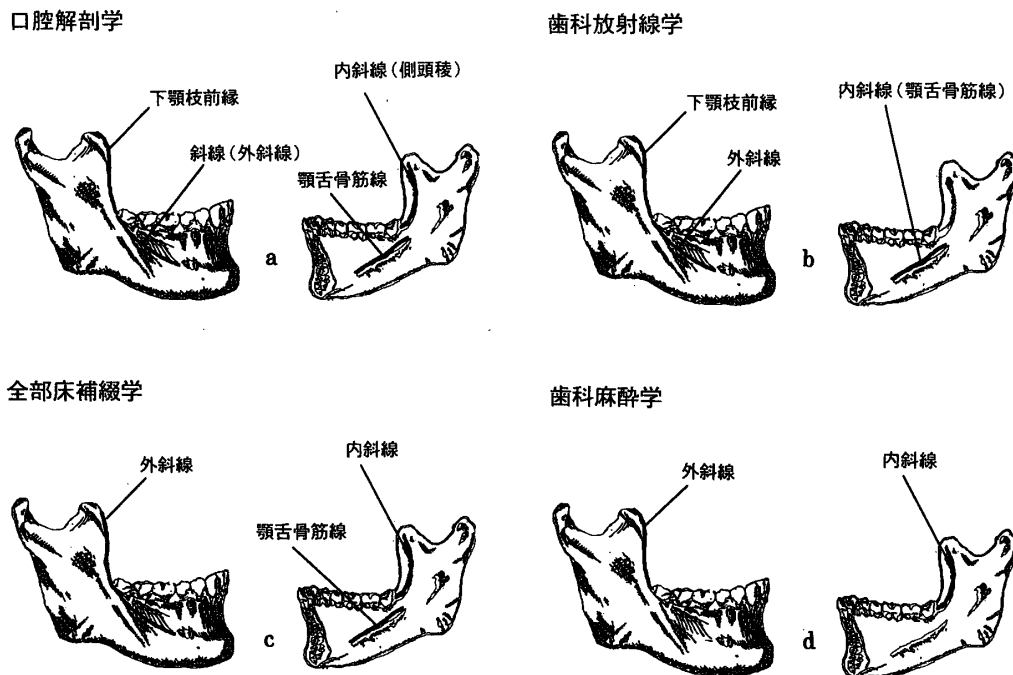 口腔解剖学
内斜線(側頭稜)
下顎枝前縁
斜線(外斜線)
顎舌骨筋線
a
歯科放射線学
内斜線(顎舌骨筋線)
下顎枝前縁
外斜線
b
全部床補綴学
内斜線
外斜線
顎舌骨筋線
c
歯科麻酔学
内斜線
外斜線
d